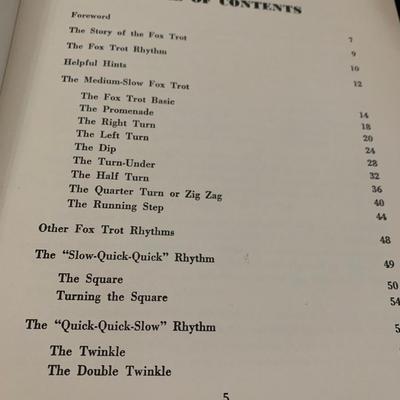 OF CONTENTS
Foreword
The Story of the Fox Trot 7
The Fox Trot Rhythm 9
Helpful Hints 10
The Medium-Slow Fox Trot 12
The Fox Trot Basic 14
The Promenade 18
The Right Turn 20
The Left Turn 24
The Dip 28
The Turn-Under 32
The Half Turn 36
The Quarter Turn or Zig Zag 40
The Running Step 44
Other Fox Trot Rhythms 48
The “Slow-Quick-Quick” Rhythm 49
The Square 50
Turning the Square 54
The “Quick-Quick-Slow” Rhythm
The Twinkle
The Double Twinkle
5